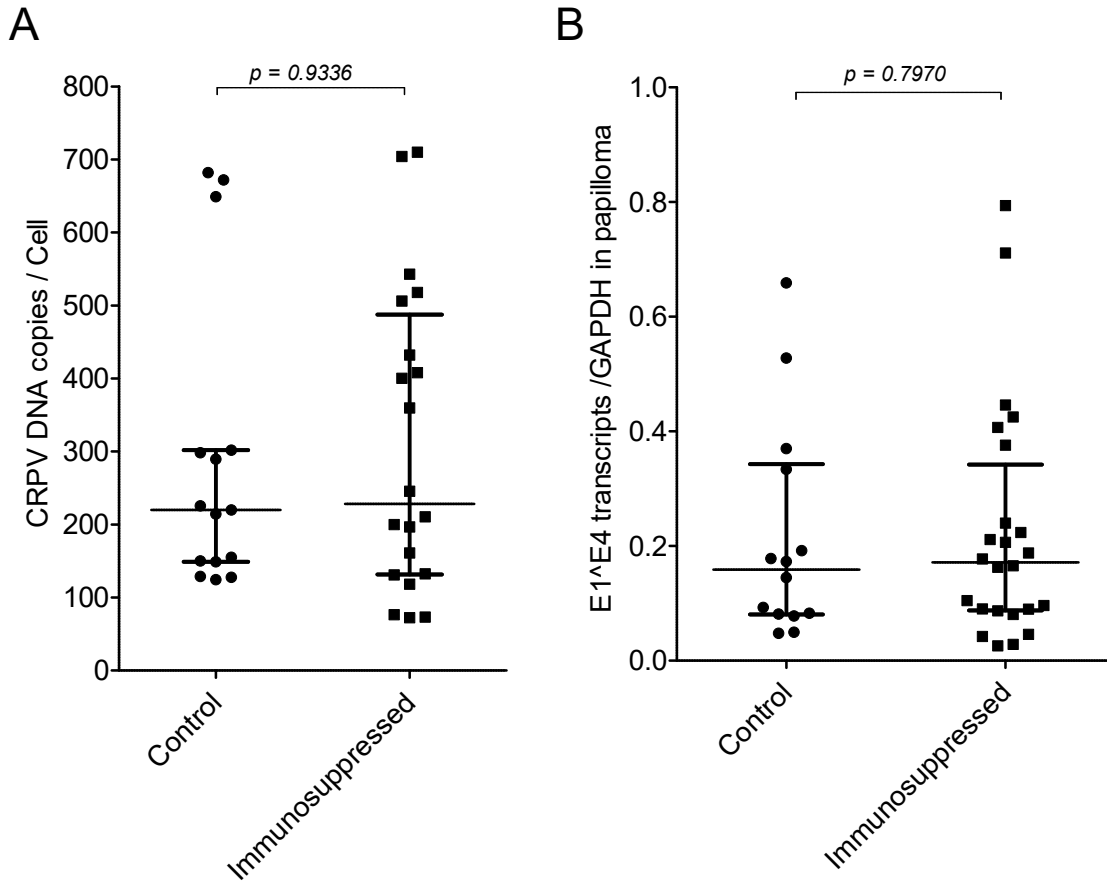 A
p = 0.9336
CRPV DNA copies / Cell
800
700
600
500
400
300
200
100
0
Control
Immunosuppressed
B
p = 0.7970
E1^E4 transcripts /GAPDH in papilloma
1.0
0.8
0.6
0.4
0.2
0.0
Control
Immunosuppressed